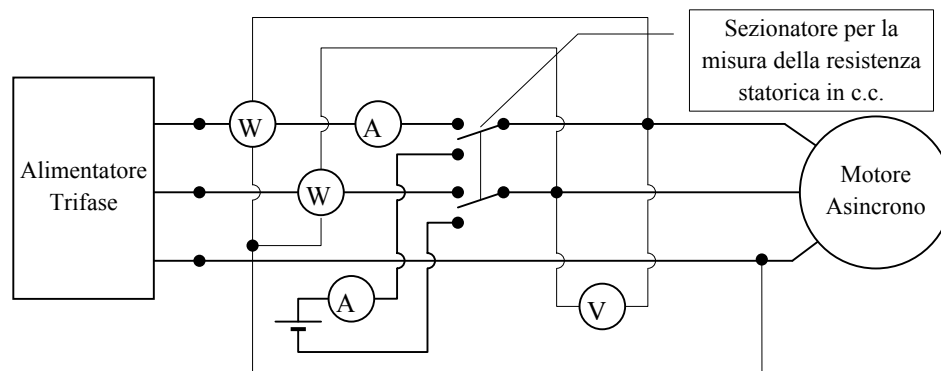 Sezionatore per la
misura della resistenza
statorica in c.c.
W
A
Alimentatore
Trifase
W
Motore
Asincrono
A
V